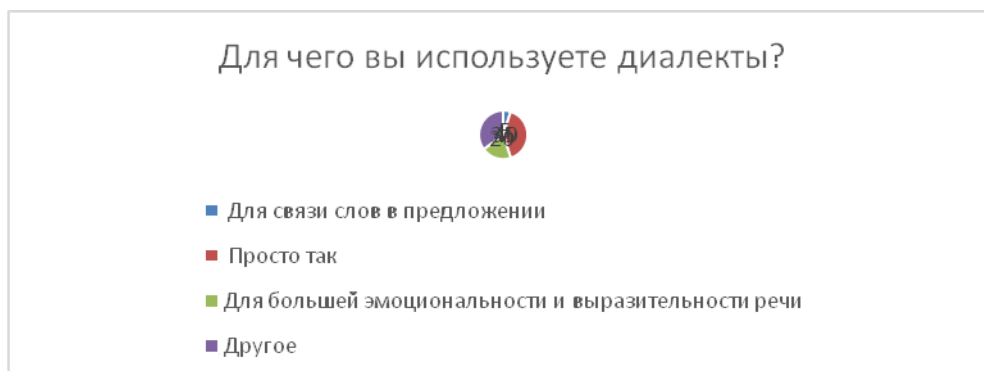 Для чего вы используете диалекты?
Для связи слов в предложении
Просто так
Для большей эмоциональности и выразительности речи
Другое